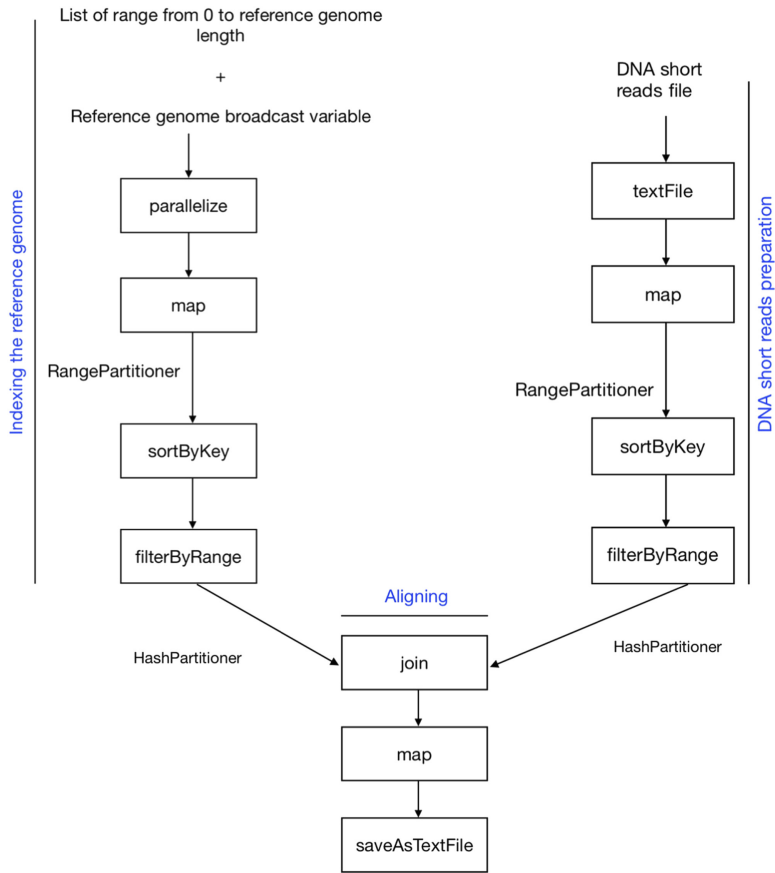 List of range from 0 to reference genome
length
+
Reference genome broadcast variable
parallelize
map
RangePartitioner
sortByKey
filterByRange
Indexing the reference genome
DNA short
reads file
textFile
map
RangePartitioner
sortByKey
filterByRange
DNA short reads preparation
Aligning
HashPartitioner
HashPartitioner
join
map
saveAsTextFile